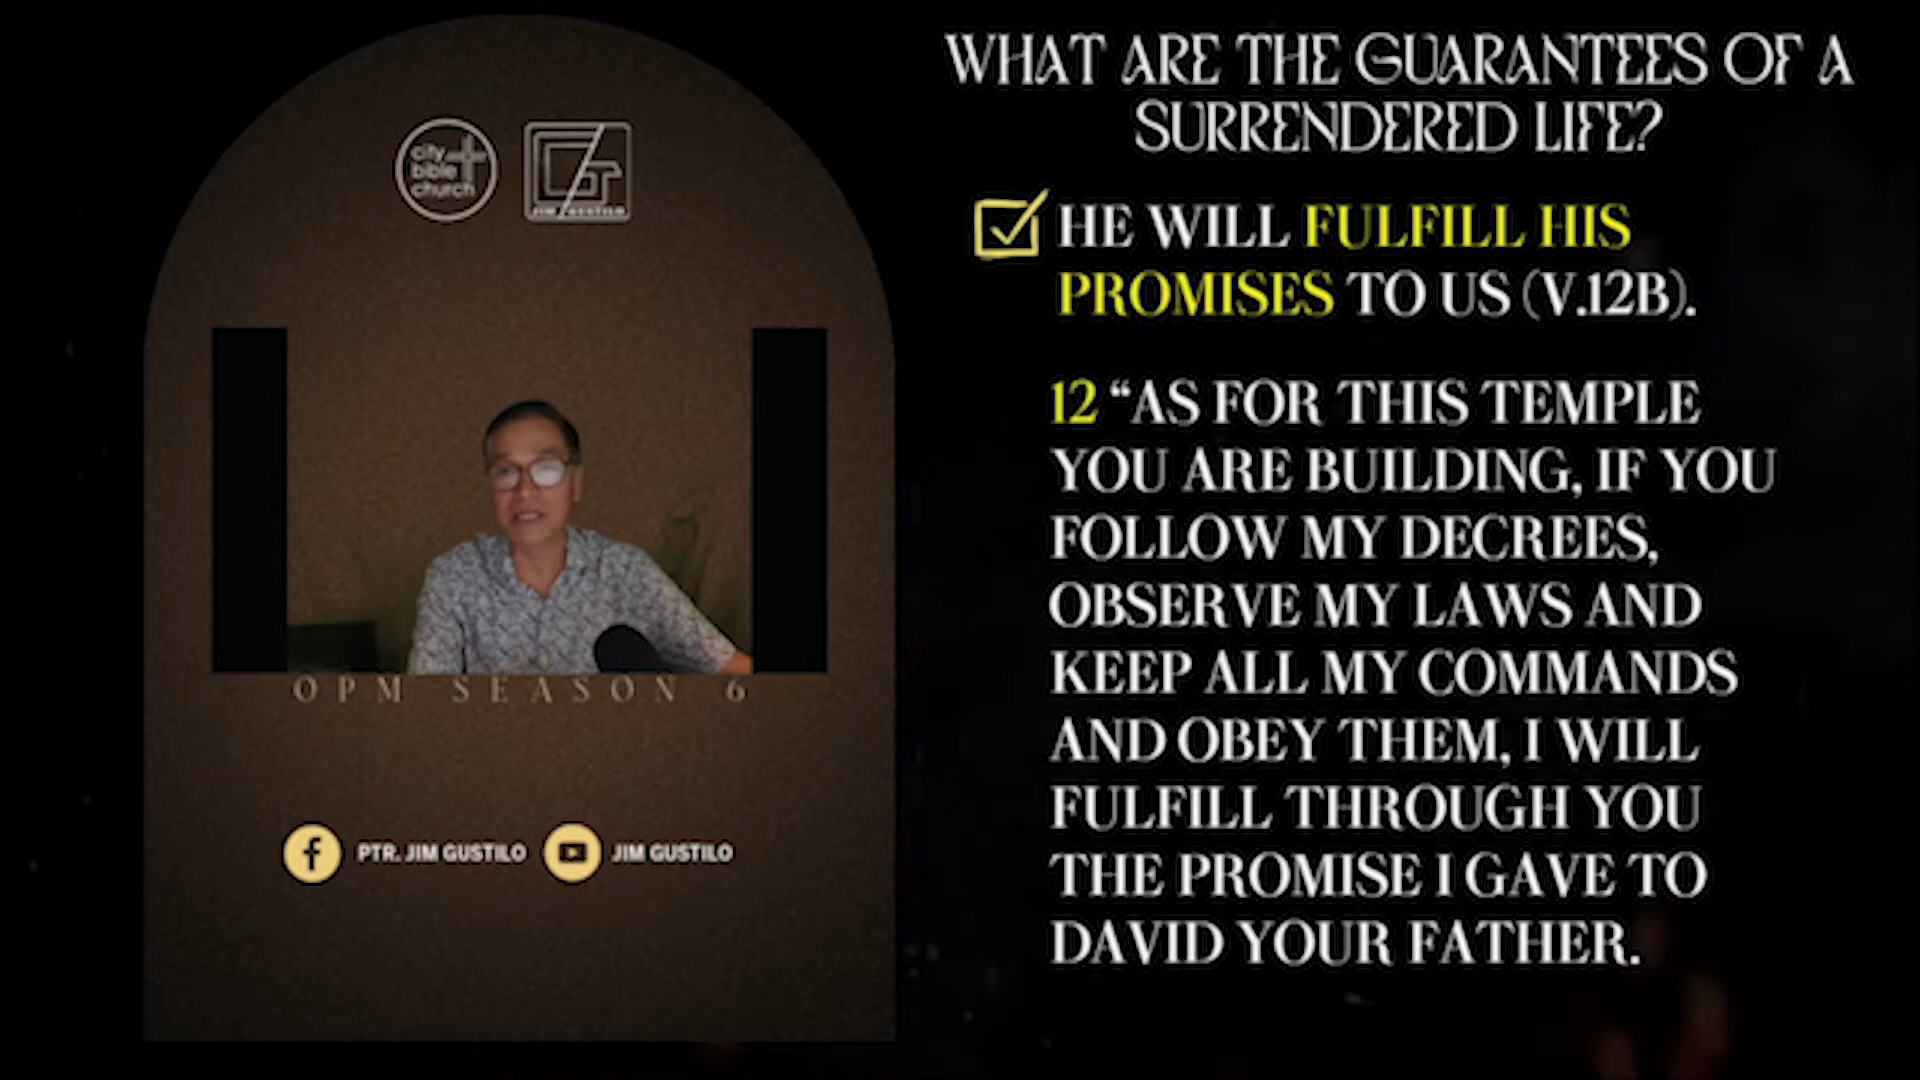 city
bible
church
JIM GUSTILO
OPM SEASON 6
PTR. JIM GUSTILO
JIM GUSTILO
WHAT ARE THE GUARANTEES OF A
SURRENDERED LIFE?
HE WILL FULFILL HIS
PROMISES TO US (V.12B).
12 “AS FOR THIS TEMPLE
YOU ARE BUILDING, IF YOU
FOLLOW MY DECREES,
OBSERVE MY LAWS AND
KEEP ALL MY COMMANDS
AND OBEY THEM, I WILL
FULFILL THROUGH YOU
THE PROMISE I GAVE TO
DAVID YOUR FATHER.